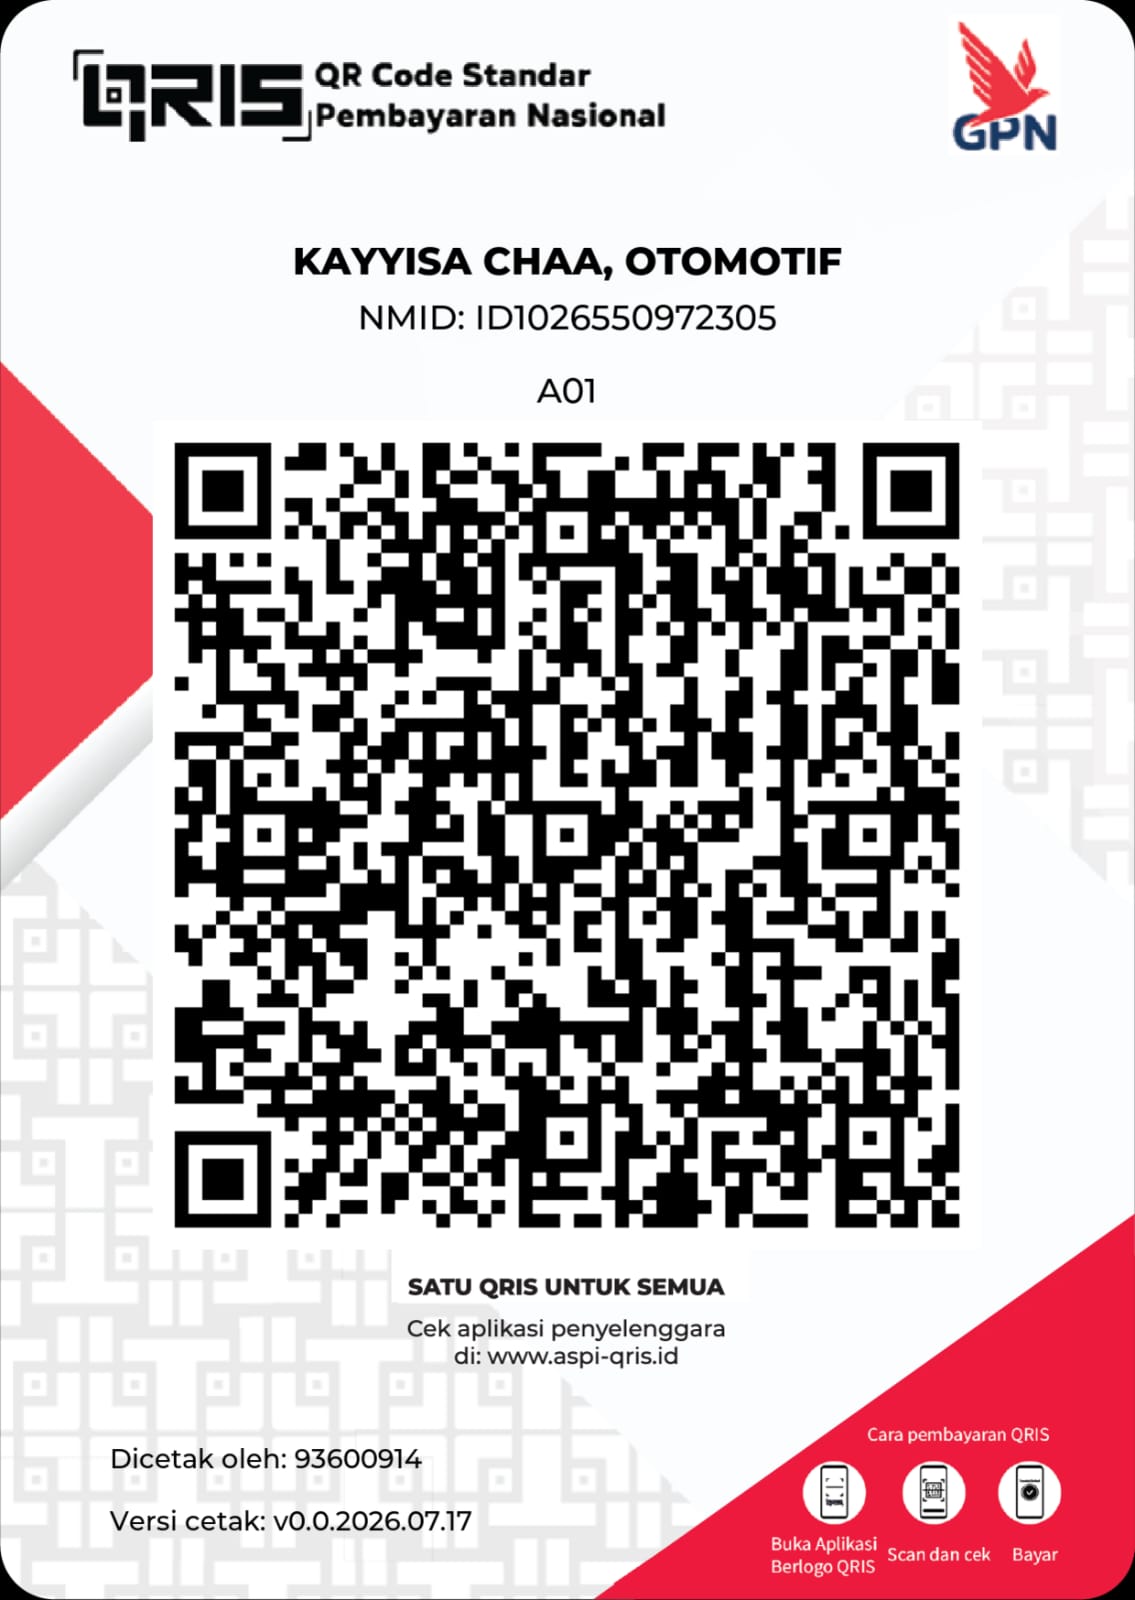 QRIS QR Code Standar
Pembayaran Nasional
GPN
KAYYISA CHAA, OTOMOTIF
NMID: ID1026550972305
A01
SATU QRIS UNTUK SEMUA
Cek aplikasi penyelenggara
di: www.aspi-qris.id
Dicetak oleh: 93600914
Versi cetak: v0.0.2026.07.17
Cara pembayaran QRIS
Buka Aplikasi
Berlogo QRIS
Scan dan cek
Bayar